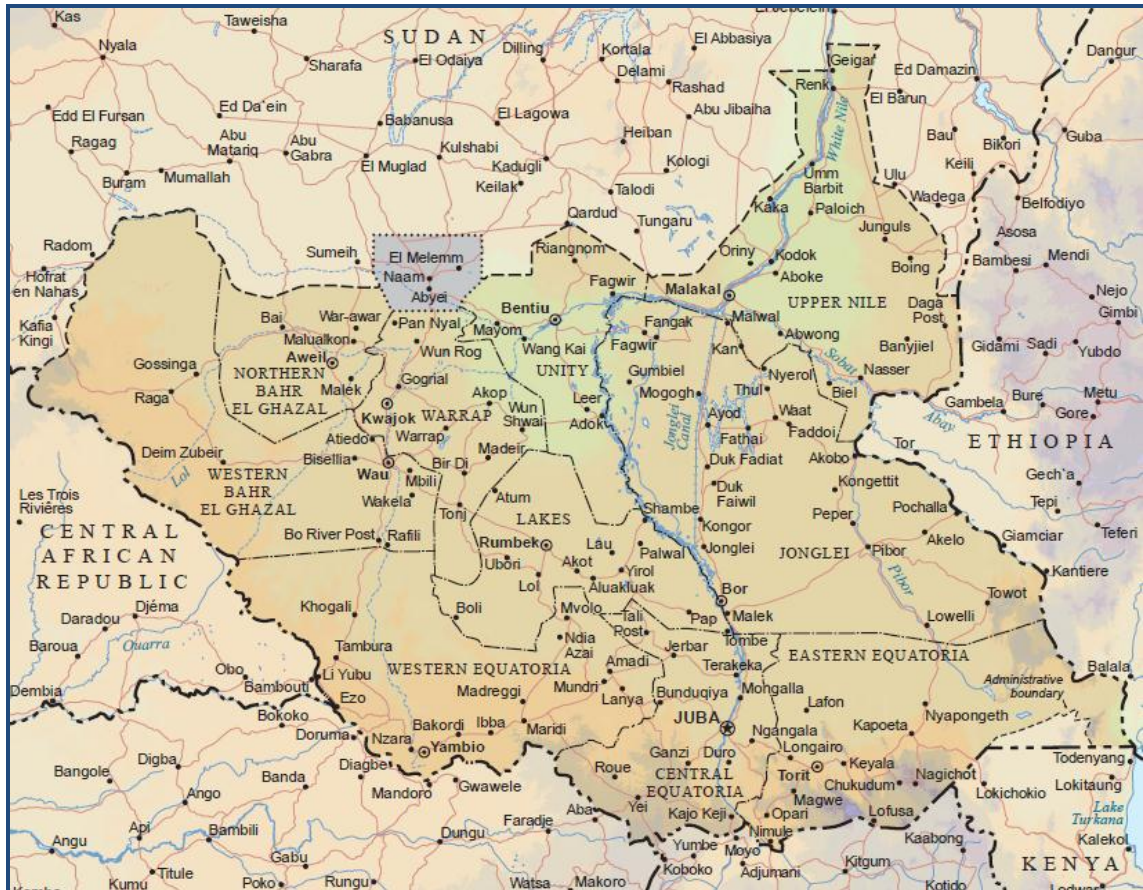 Kas
Taweisha
El Jebelein
SUDAN
Nyala
Sharafa
El Odaiya
Dilling
Kortala
El Abbasiya
Geigar
Dangur
Delami
Rashad
Renk
Ed Damazin
El Barun
Edd El Fursan
Ed Da'ein
Babanusa
El Lagowa
Abu Jibaiha
White Nile
Ragag
Abu
Matariq
Abu
Gabra
El Muglad
Kulshabi
Kadugli
Heiban
Kologi
Bau
Bikori
Guba
Buram
Mumallah
Keilak
Talodi
Umm
Barbit
Ulu
Keili
Wadega
Belfodiyo
Kaka
Paloich
Qardud
Tungaru
Junguls
Asosa
Radom
Sumeih
El Melemm
Riangnom
Oriny
Kodok
Boing
Bambesi
Mendi
Hofrat
en Nahas
Naam
Abyei
Fagwir
Malakal
Aboke
UPPER NILE
Daga
Post
Nejo
Gimbi
Kafia
Kingi
Bai
War-awar
Malualkon
Pan Nyal
Mayom
Bentiu
Fangak
Fagwir
Malwal
Abwong
Banyjiel
Gidami
Sadi
Yubdo
Gossinga
Aweil
Wun Rog
Wang Kai
Kan
Sobat
Raga
NORTHERN
BAHR
EL GHAZAL
Malek
Gogrial
UNITY
Gumbiel
Mogogh
Nyerol
Thul
Nasser
Biel
Gambela
Bure
Metu
Gore
Kwajok
WARRAP
Akop
Wun
Shwai
Leer
Adok
Jonglei
Canal
Ayod
Waat
Abay
ETHIOPIA
Atiedo
Warrap
Madeir
Fathai
Faddoi
Tor
Deim Zubeir
Lol
Bisellia
Wau
Bir Di
Mbili
Duk Fadiat
Akobo
Gech'a
WESTERN
BAHR
EL GHAZAL
Wakela
Atum
Duk
Faiwil
Kongettit
Tepi
Les Trois
Rivières
Tonj
LAKES
Shambe
Kongor
Peper
Pochalla
Teferi
CENTRAL
AFRICAN
REPUBLIC
Bo River Post
Rafili
Rumbek
Láu
Palwal
Jonglei
JONGLEI
Akelo
Giamciar
Ubori
Akot
Yirol
Pibor
Kantiere
Lol
Aluakluak
Bor
Pibor
Towot
Djéma
Khogali
Boli
Mvolo
Malek
Lowelli
Daradou
Tali
Post
Pap
Tombe
Baroua
Ouarra
Tambura
Ndia
Azai
Jerbar
EASTERN EQUATORIA
Obo
Li Yubu
WESTERN EQUATORIA
Amadi
Terakeka
Administrative
boundary
Balala
Dembia
Bambouti
Ezo
Madreggi
Mundri
Lanya
Bunduqiya
Mongalla
Lafon
Nyapongeth
Bokoko
Doruma
Bakordi
Ibba
Maridi
JUBA
Kapoeta
Nzara
Yambio
Ngangala
Todenyang
Digba
Ganzi
Duro
Longairo
Bangole
Banda
Diagbe
Roue
CENTRAL
EQUATORIA
Torit
Keyala
Chukudum
Nagichot
Lokichokio
Lokitaung
Ango
Mandoro
Gwawele
Yei
Magwe
Lake
Turkana
Aba
Kajo Keji
Opari
Lofusa
Angu
Api
Bambili
Dungu
Faradje
Nimule
Kaabong
Kalekol
Gabu
Yumbe
Moyo
Kitgum
KENYA
Kumu
Titule
Poko
Rungu
Watsa
Makoro
Koboko
Adjumani
Kotido